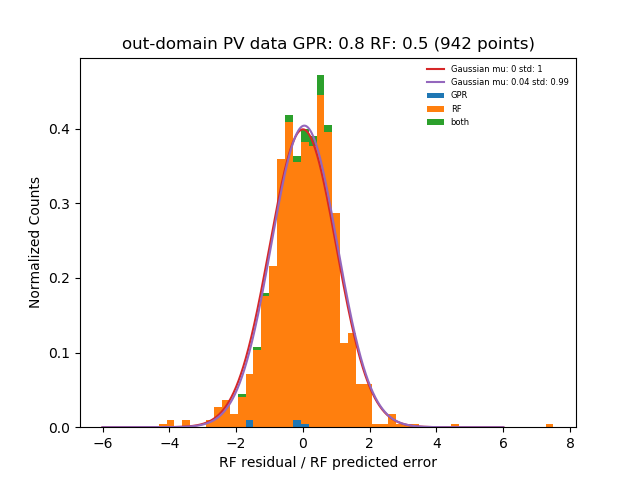 out-domain PV data GPR: 0.8 RF: 0.5 (942 points)
Gaussian mu: 0 std: 1
Gaussian mu: 0.04 std: 0.99
GPR
RF
both
Normalized Counts
0.4
0.3
0.2
0.1
0.0
−6 −4 −2 0 2 4 6 8
RF residual / RF predicted error